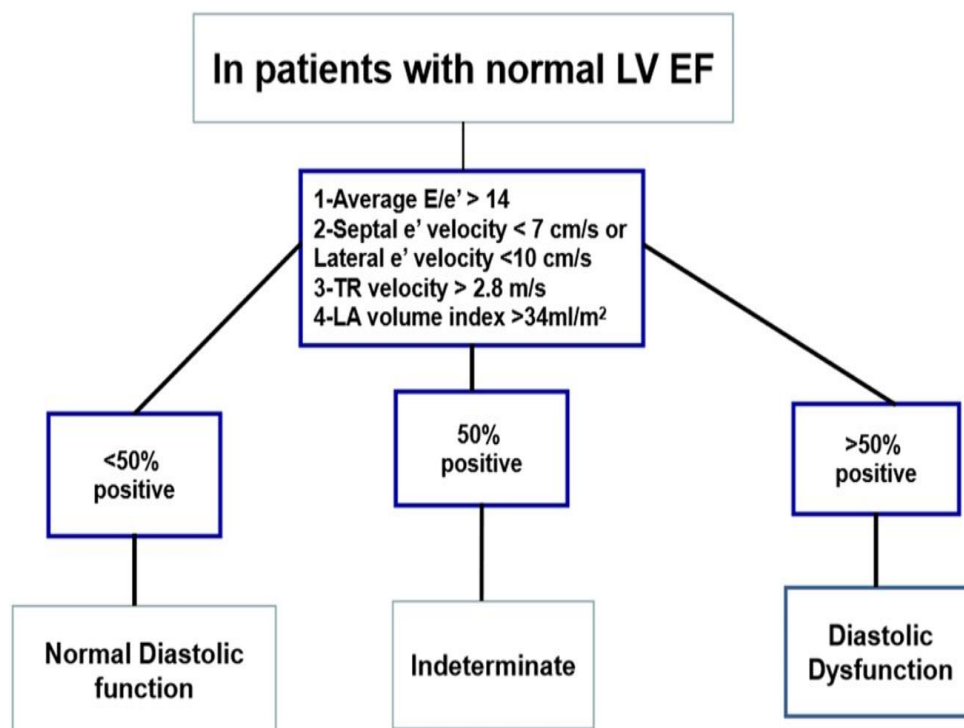 In patients with normal LV EF
1-Average E/e’ > 14
2-Septal e’ velocity < 7 cm/s or
Lateral e’ velocity <10 cm/s
3-TR velocity > 2.8 m/s
4-LA volume index >34ml/m²
<50%
positive
50%
positive
>50%
positive
Normal Diastolic
function
Indeterminate
Diastolic
Dysfunction